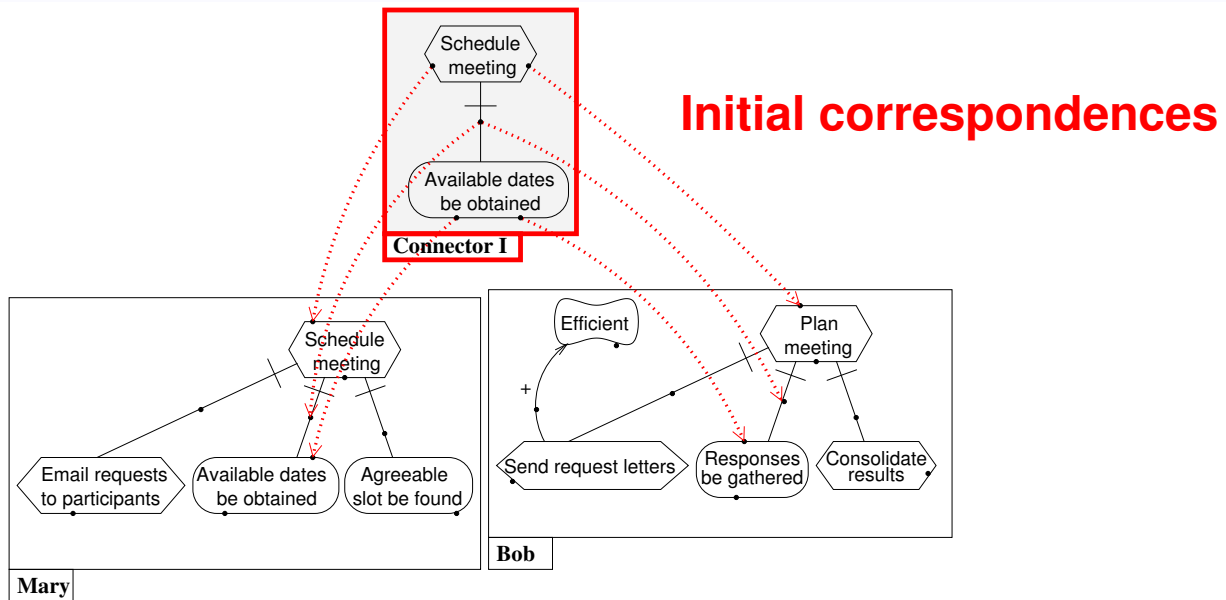 Schedule
meeting
Initial correspondences
Available dates
be obtained
Connector I
Schedule
meeting
Email requests
to participants
Available dates
be obtained
Agreeable
slot be found
Mary
Efficient
Plan
meeting
+
Send request letters
Responses
be gathered
Consolidate
results
Bob